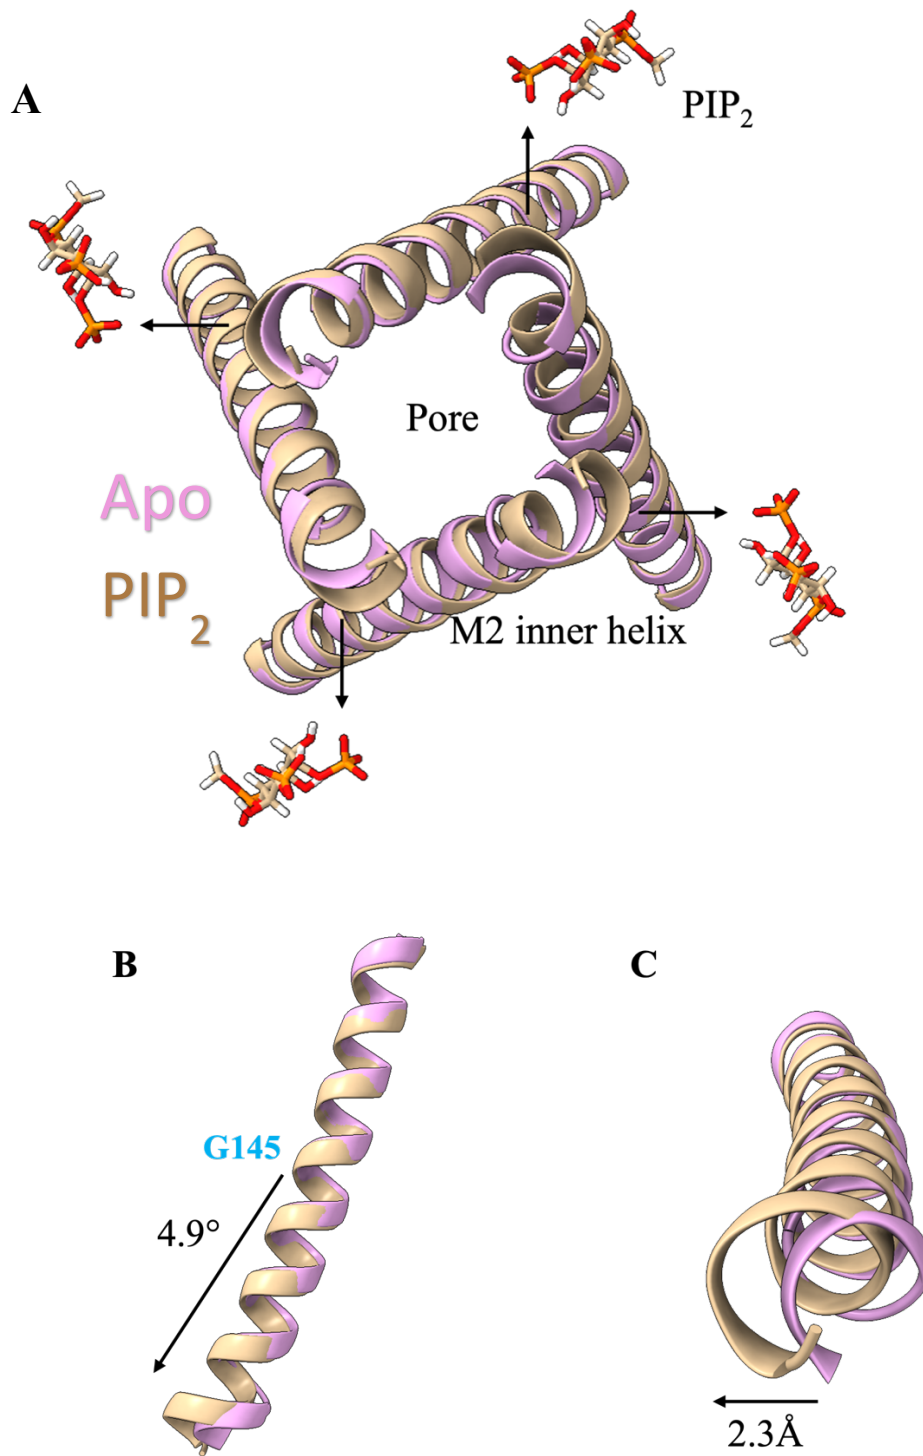 A
PIP₂
Pore
Apo
PIP₂
M2 inner helix
B
C
G145
4.9°
2.3Å